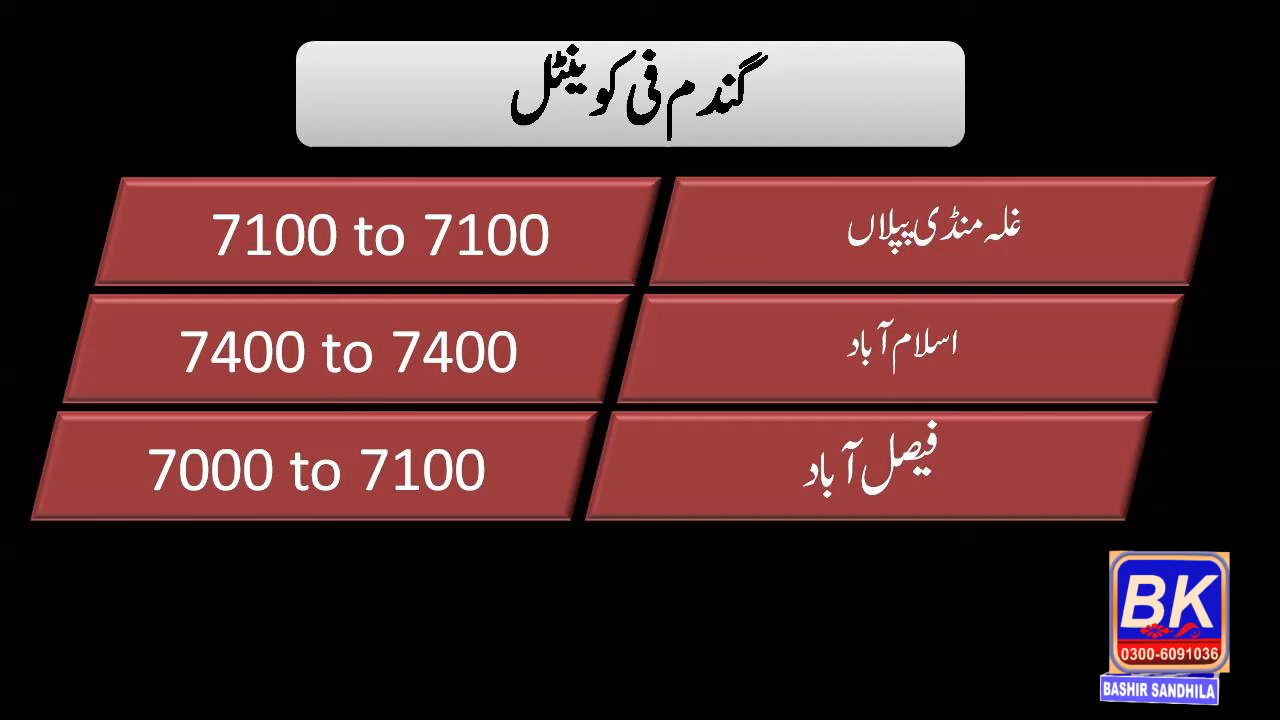 گندم فی کوینٹل
غلہ منڈی پپلاں 7100 to 7100
اسلام آباد 7400 to 7400
فیصل آباد 7000 to 7100
BK
0300-6091036
BASHIR SANDHILA